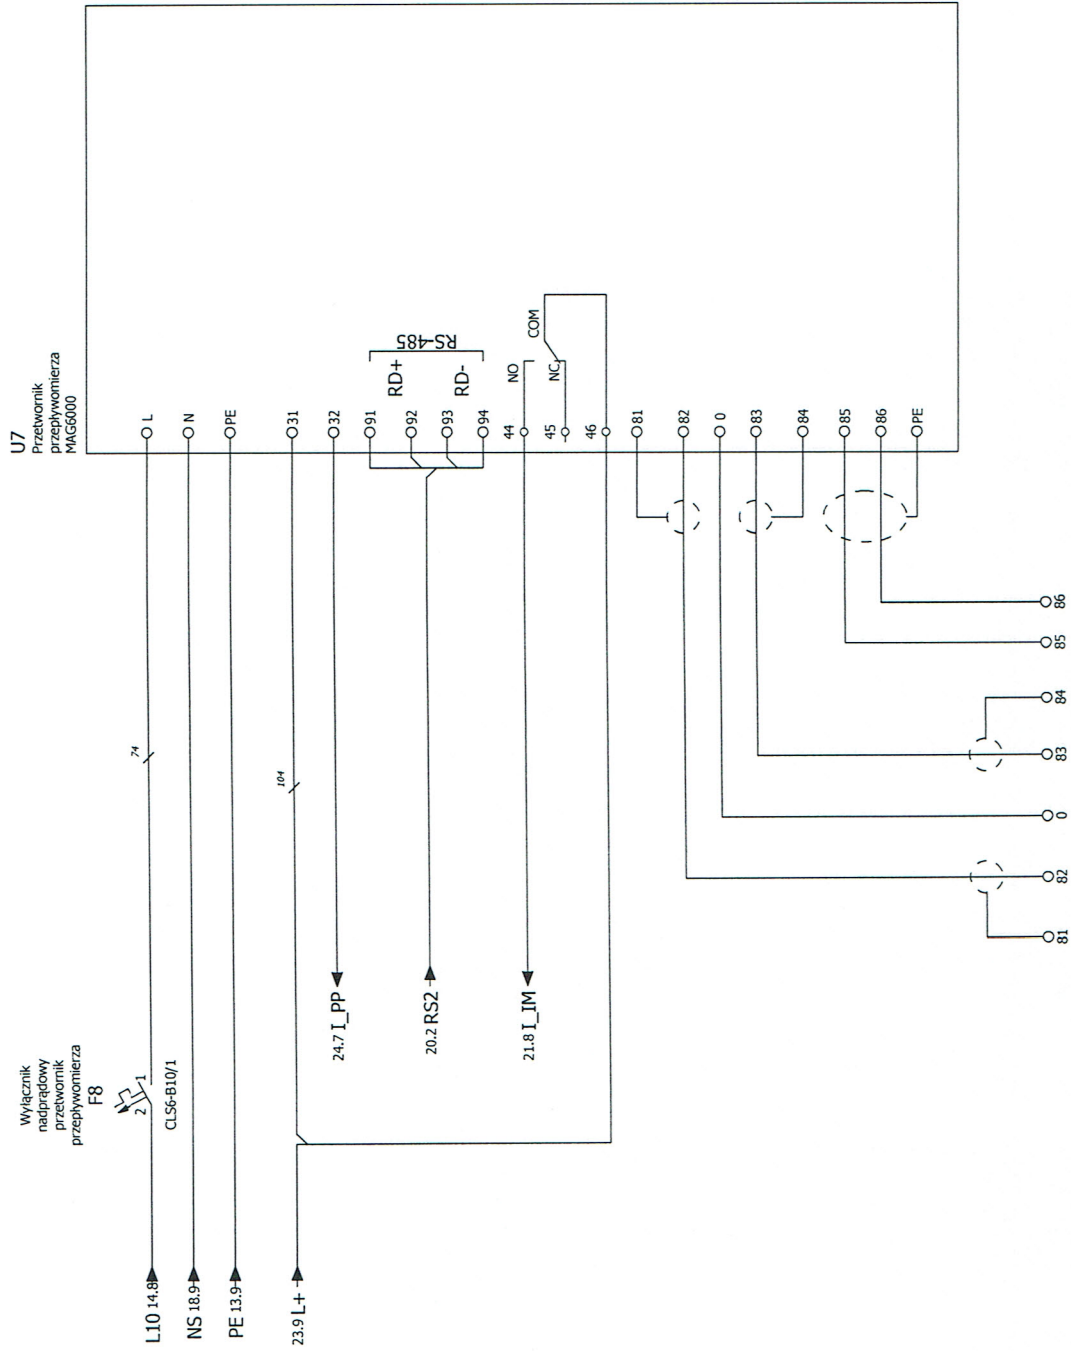 U7
Przetwornik
przepływomierza
MAG6000
L
N
PE
31
32
91
92
93
94
RD+
RD-
RS-485
44
45
46
NO
NC
COM
81
82
0
83
84
85
86
PE
74
104
Wyłącznik
nadprądowy
przetwornik
przepływomierza
F8
2
1
CLS6-B10/1
L10 14.8
NS 18.9
PE 13.9
23.9 L+
24.7 I_PP
20.2 RS2
21.8 I_IM
81
82
0
83
84
85
86